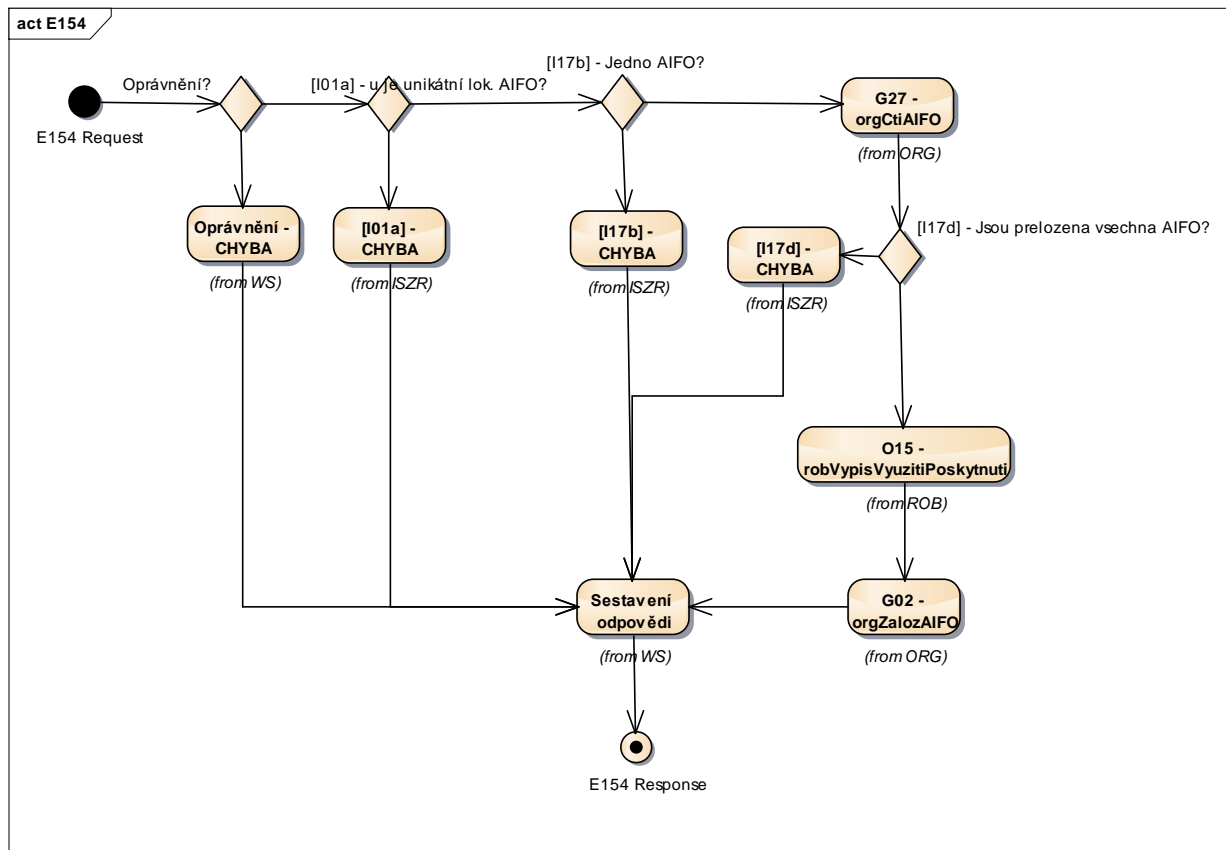 act E154
[I17b] - Jedno AIFO?
Oprávnění?
[I01a] - u je unikátní lok. AIFO?
E154 Request
G27 -
orgCtiAIFO
(from ORG)
Oprávnění -
CHYBA
(from WS)
[I01a] -
CHYBA
(from ISZR)
[I17b] -
CHYBA
(from ISZR)
[I17d] -
CHYBA
(from ISZR)
[I17d] - Jsou prelozena vsechna AIFO?
O15 -
robVypisVyuzitiPoskytnuti
(from ROB)
Sestavení
odpovědi
(from WS)
G02 -
orgZalozAIFO
(from ORG)
E154 Response